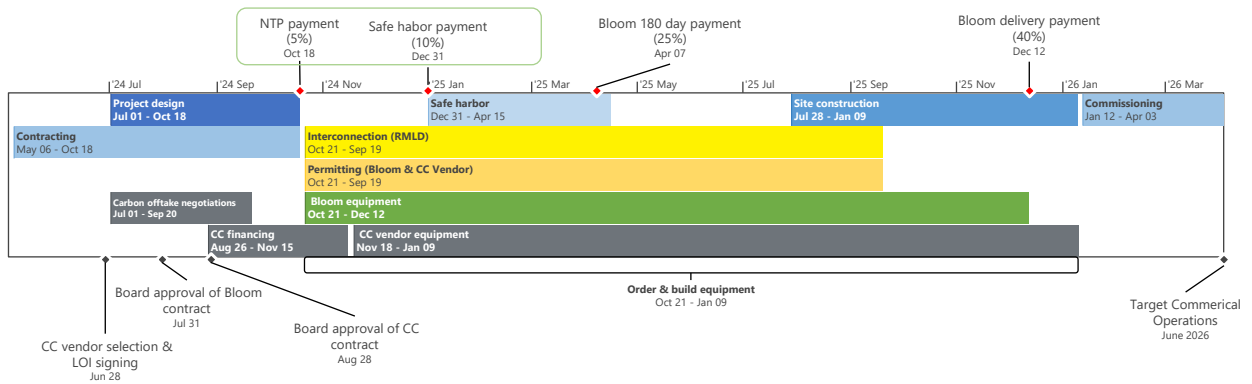 NTP payment
(5%)
Oct 18
Safe habor payment
(10%)
Dec 31
Bloom 180 day payment
(25%)
Apr 07
Bloom delivery payment
(40%)
Dec 12
'24 Jul
'24 Sep
'24 Nov
'25 Jan
'25 Mar
'25 May
'25 Jul
'25 Sep
'25 Nov
'26 Jan
'26 Mar
Project design
Jul 01 - Oct 18
Safe harbor
Dec 31 - Apr 15
Site construction
Jul 28 - Jan 09
Commissioning
Jan 12 - Apr 03
Contracting
May 06 - Oct 18
Interconnection (RMLD)
Oct 21 - Sep 19
Permitting (Bloom & CC Vendor)
Oct 21 - Sep 19
Carbon offtake negotiations
Jul 01 - Sep 20
Bloom equipment
Oct 21 - Dec 12
CC financing
Aug 26 - Nov 15
CC vendor equipment
Nov 18 - Jan 09
Order & build equipment
Oct 21 - Jan 09
Board approval of Bloom
contract
Jul 31
Board approval of CC
contract
Aug 28
CC vendor selection &
LOI signing
Jun 28
Target Commerical
Operations
June 2026